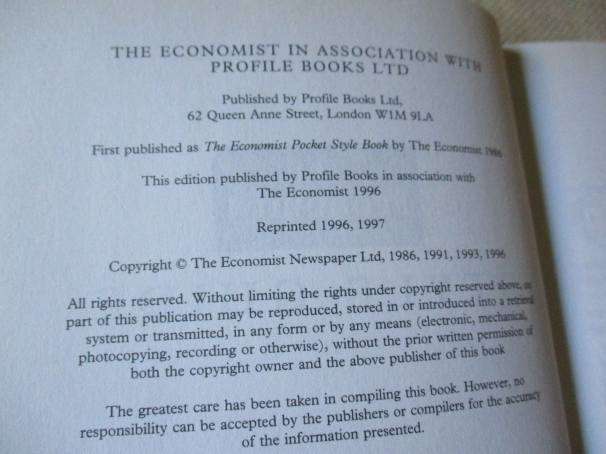 THE ECONOMIST IN ASSOCIATION WITH
PROFILE BOOKS LTD
Published by Profile Books Ltd,
62 Queen Anne Street, London W1M 9LA
First published as The Economist Pocket Style Book by The Economist 1986
This edition published by Profile Books in association with
The Economist 1996
Reprinted 1996, 1997
Copyright © The Economist Newspaper Ltd, 1986, 1991, 1993, 1996
All rights reserved. Without limiting the rights under copyright reserved above, no
part of this publication may be reproduced, stored in or introduced into a retrieval
system or transmitted, in any form or by any means (electronic, mechanical,
photocopying, recording or otherwise), without the prior written permission of
both the copyright owner and the above publisher of this book
The greatest care has been taken in compiling this book. However, no
responsibility can be accepted by the publishers or compilers for the accuracy
of the information presented.